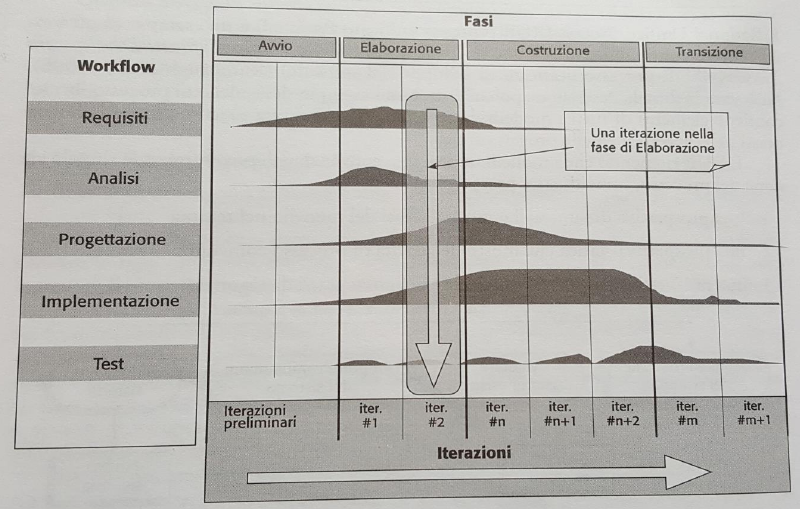 Fasi
Avvio
Elaborazione
Costruzione
Transizione
Workflow
Requisiti
Analisi
Progettazione
Implementazione
Test
Una iterazione nella
fase di Elaborazione
Iterazioni
preliminari
iter.
#1
iter.
#2
iter.
#n
iter.
#n+1
iter.
#n+2
iter.
#m
iter.
#m+1
Iterazioni